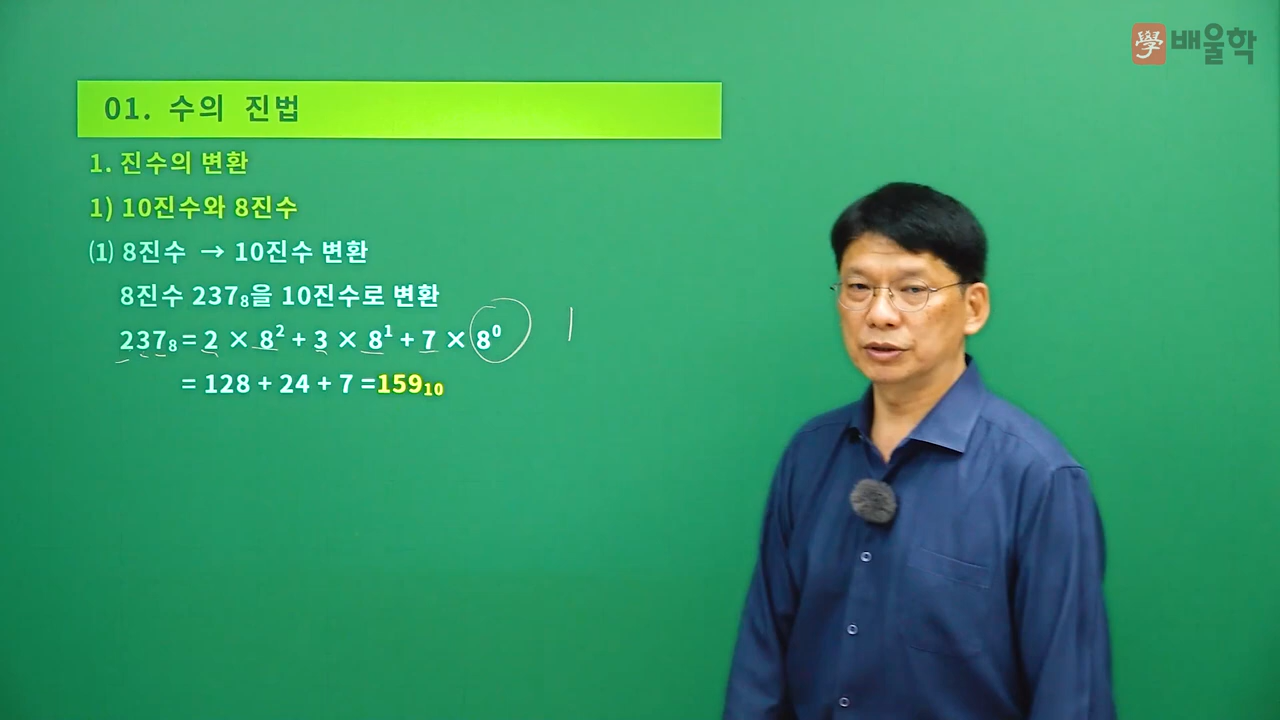 學 배울학
01. 수의 진법
1. 진수의 변환
1) 10진수와 8진수
⑴ 8진수 → 10진수 변환
8진수 237₈을 10진수로 변환
237₈ = 2 × 8² + 3 × 8¹ + 7 × 8⁰ 1
= 128 + 24 + 7 =159₁₀